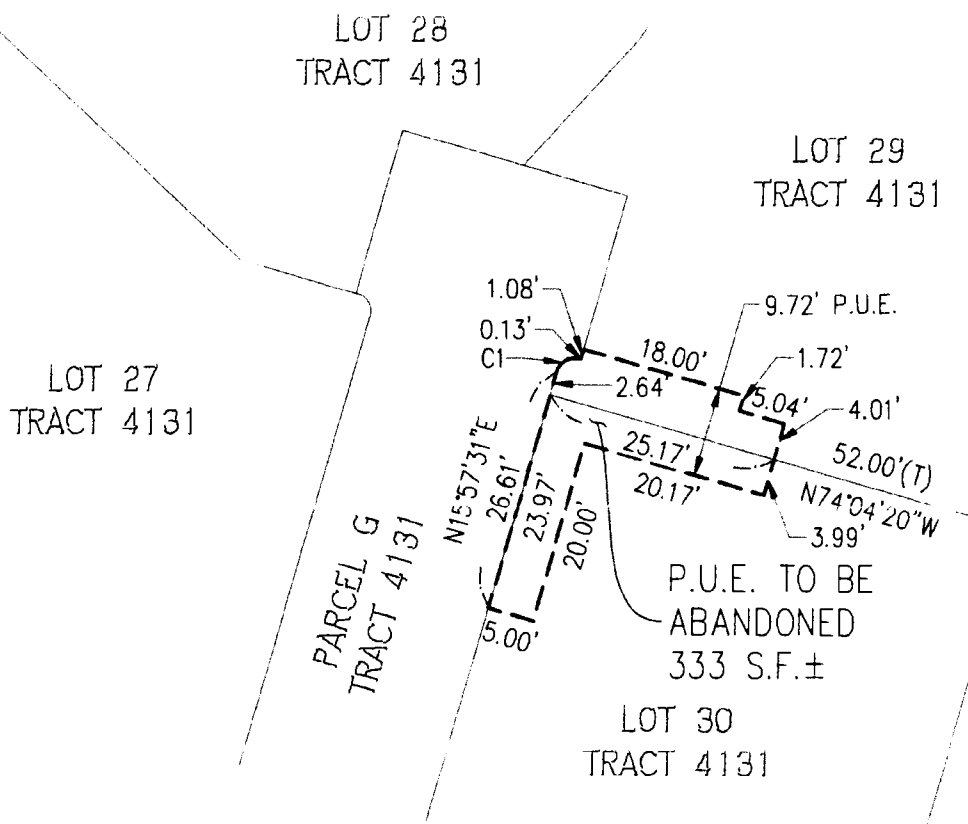 LOT 28
TRACT 4131
LOT 29
TRACT 4131
1.08'
9.72' P.U.E.
0.13'
C1
18.00'
1.72'
2.64'
5.04'
4.01'
LOT 27
TRACT 4131
25.17'
52.00'(T)
20.17'
N74°04'20"W
3.99'
N15°57'31"E
26.61'
23.97'
20.00'
PARCEL G
TRACT 4131
5.00'
P.U.E. TO BE
ABANDONED
333 S.F.±
LOT 30
TRACT 4131